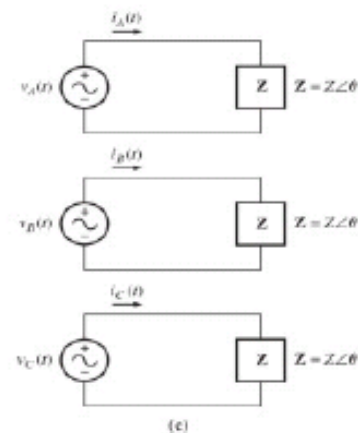 i_A(t)
v_A(t) + − Z Z = Z∠θ
i_B(t)
v_B(t) + − Z Z = Z∠θ
i_C(t)
v_C(t) + − Z Z = Z∠θ
(c)